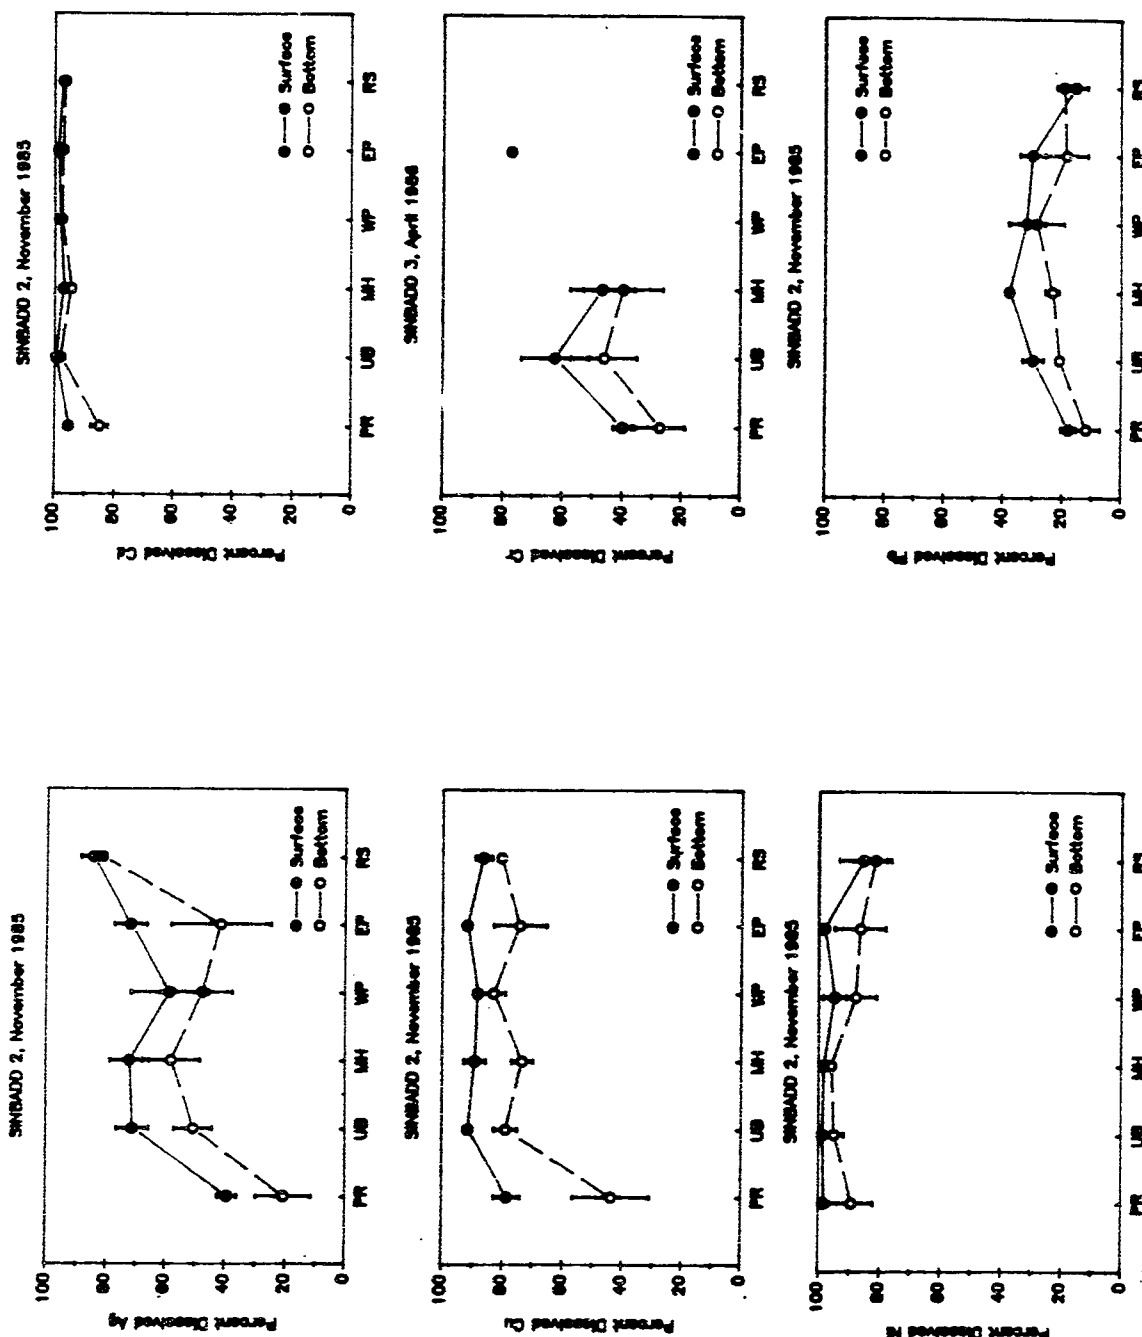 SINBADD 2, November 1985
Percent Dissolved Ag
100
80
60
40
20
0
Surface
Bottom
PR UB MH WP EP RS
SINBADD 2, November 1985
Percent Dissolved Cd
100
80
60
40
20
0
Surface
Bottom
PR UB MH WP EP RS
SINBADD 2, November 1985
Percent Dissolved Cu
100
80
60
40
20
0
Surface
Bottom
PR UB MH WP EP RS
SINBADD 3, April 1986
Percent Dissolved Cr
100
80
60
40
20
0
Surface
Bottom
PR UB MH WP EP RS
SINBADD 2, November 1985
Percent Dissolved Ni
100
80
60
40
20
0
Surface
Bottom
PR UB MH WP EP RS
SINBADD 2, November 1985
Percent Dissolved Pb
100
80
60
40
20
0
Surface
Bottom
PR UB MH WP EP RS